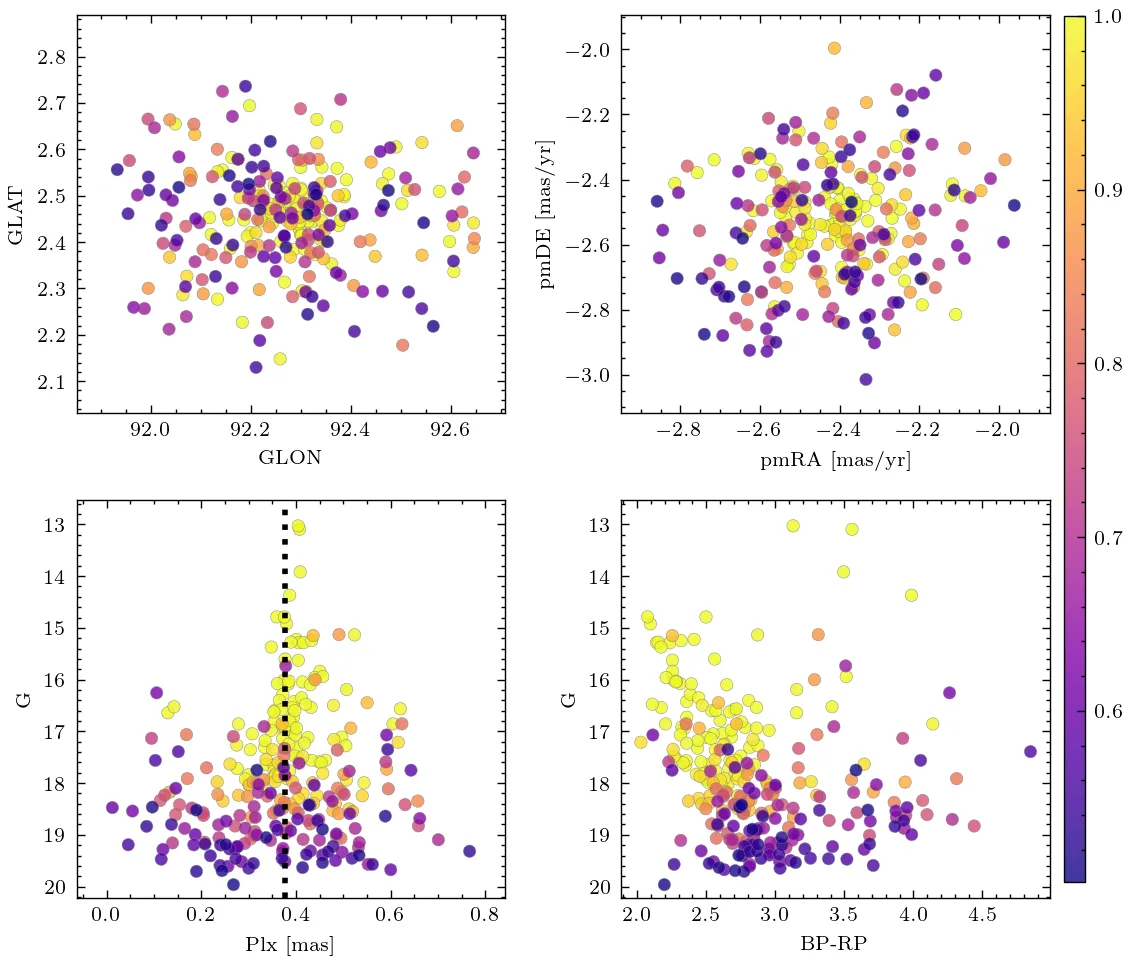 2.8
2.7
2.6
2.5
2.4
2.3
2.2
2.1
GLAT
92.0 92.2 92.4 92.6
GLON
−2.0
−2.2
−2.4
−2.6
−2.8
−3.0
pmDE [mas/yr]
−2.8 −2.6 −2.4 −2.2 −2.0
pmRA [mas/yr]
1.0
0.9
0.8
0.7
0.6
13
14
15
16
17
18
19
20
G
0.0 0.2 0.4 0.6 0.8
Plx [mas]
13
14
15
16
17
18
19
20
G
2.0 2.5 3.0 3.5 4.0 4.5
BP-RP